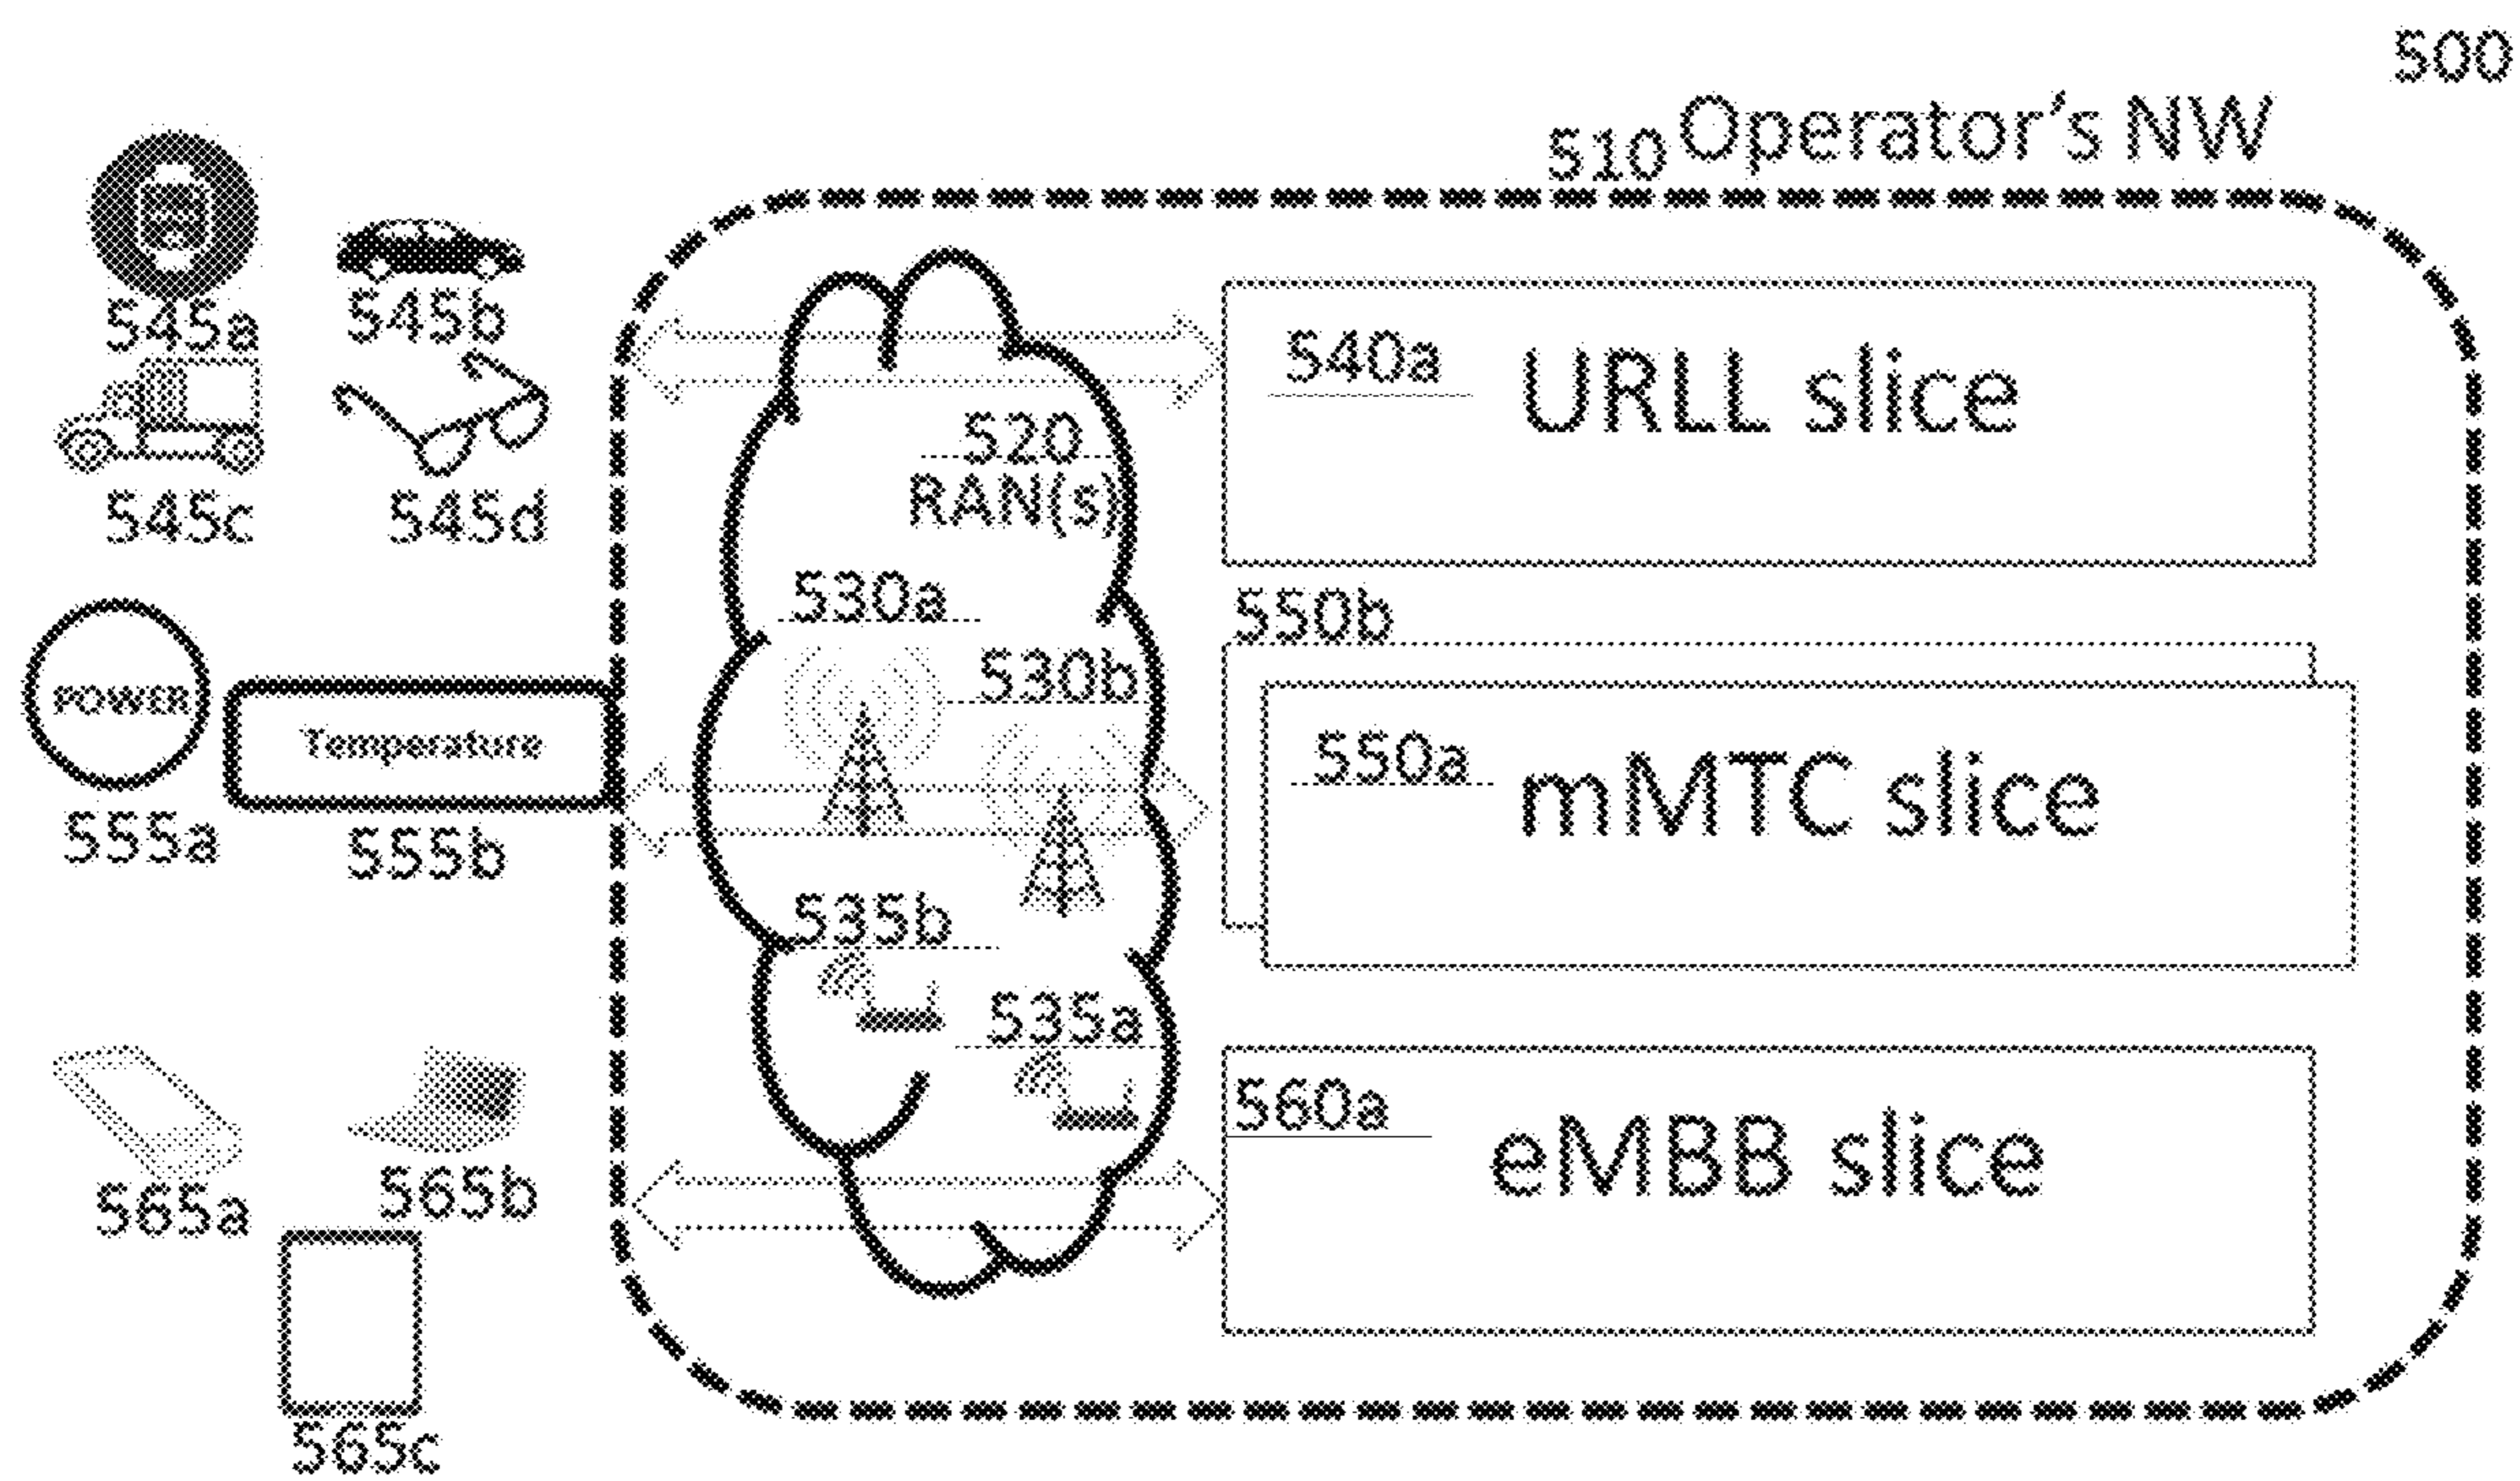 500
510 Operator's NW
545a
545b
545c
545d
540a
URLL slice
520
RAN(s)
530a
530b
550b
550a
mMTC slice
POWER
555a
Temperature
555b
535b
535a
560a
eMBB slice
565a
565b
565c